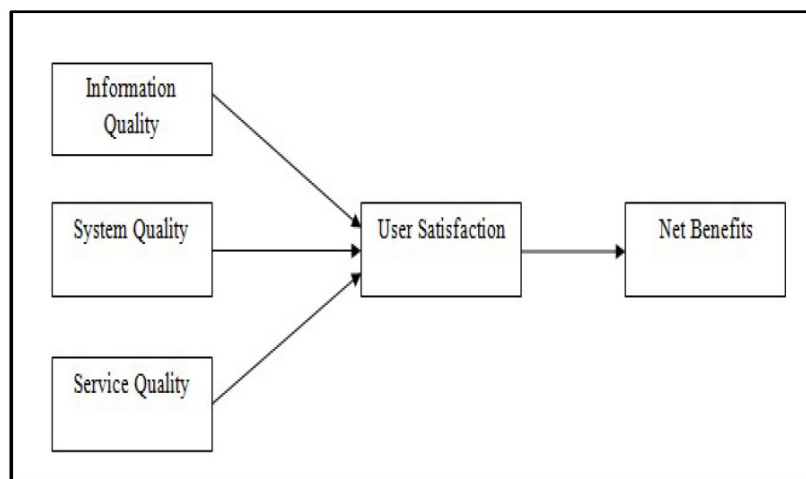 Information
Quality
System Quality
User Satisfaction
Net Benefits
Service Quality